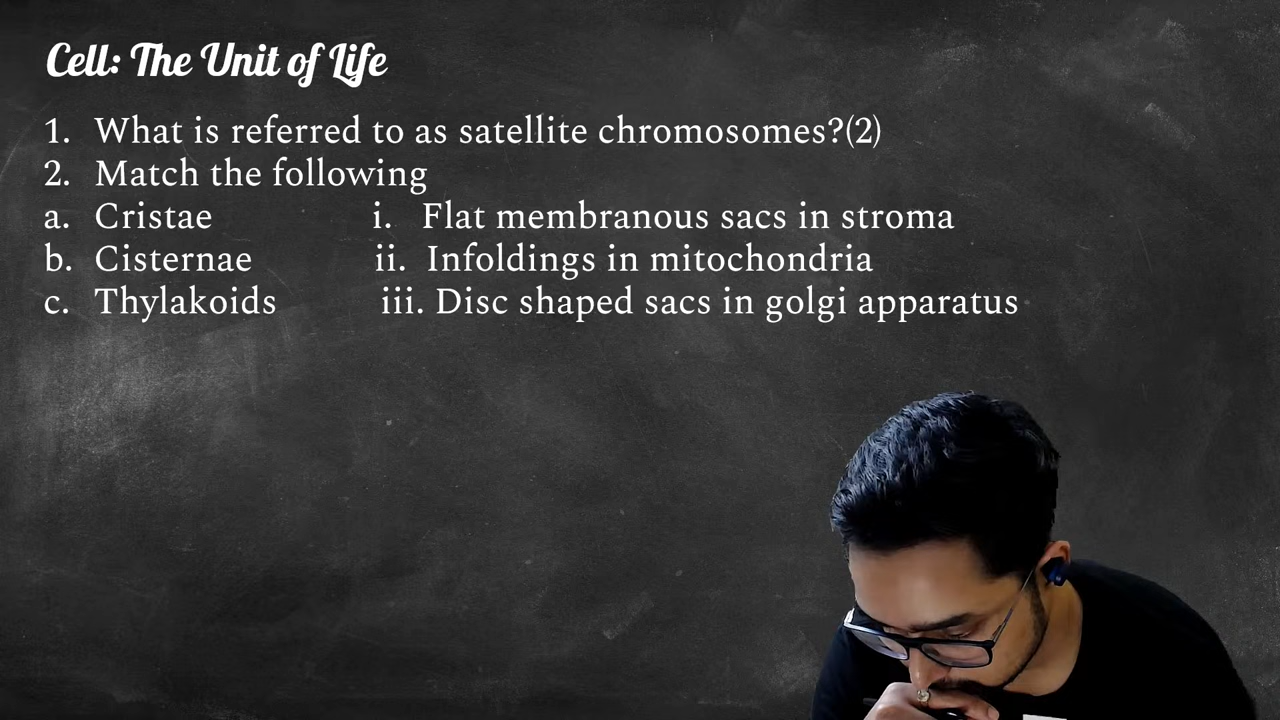 Cell: The Unit of Life
1. What is referred to as satellite chromosomes?(2)
2. Match the following
a. Cristae i. Flat membranous sacs in stroma
b. Cisternae ii. Infoldings in mitochondria
c. Thylakoids iii. Disc shaped sacs in golgi apparatus